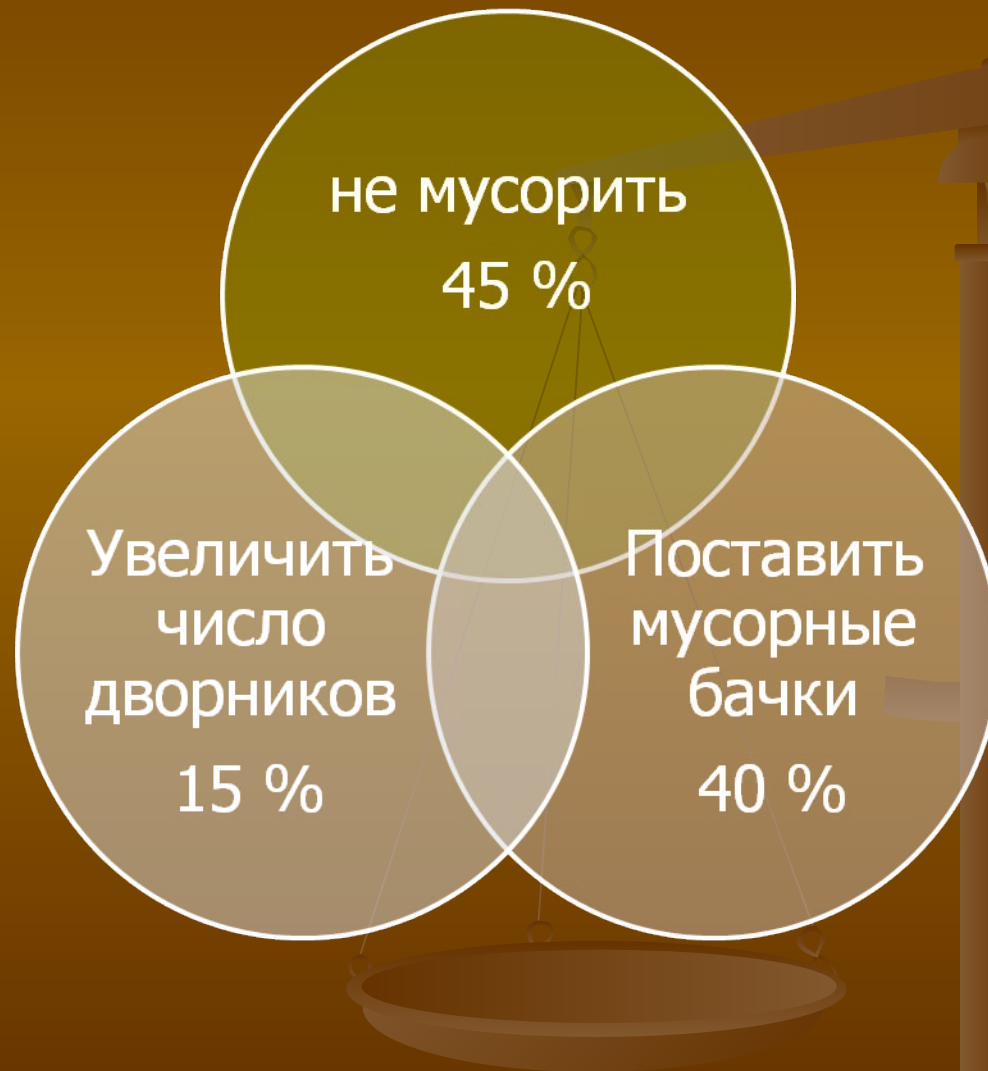 не мусорить
45 %
Увеличить
число
дворников
15 %
Поставить
мусорные
бачки
40 %